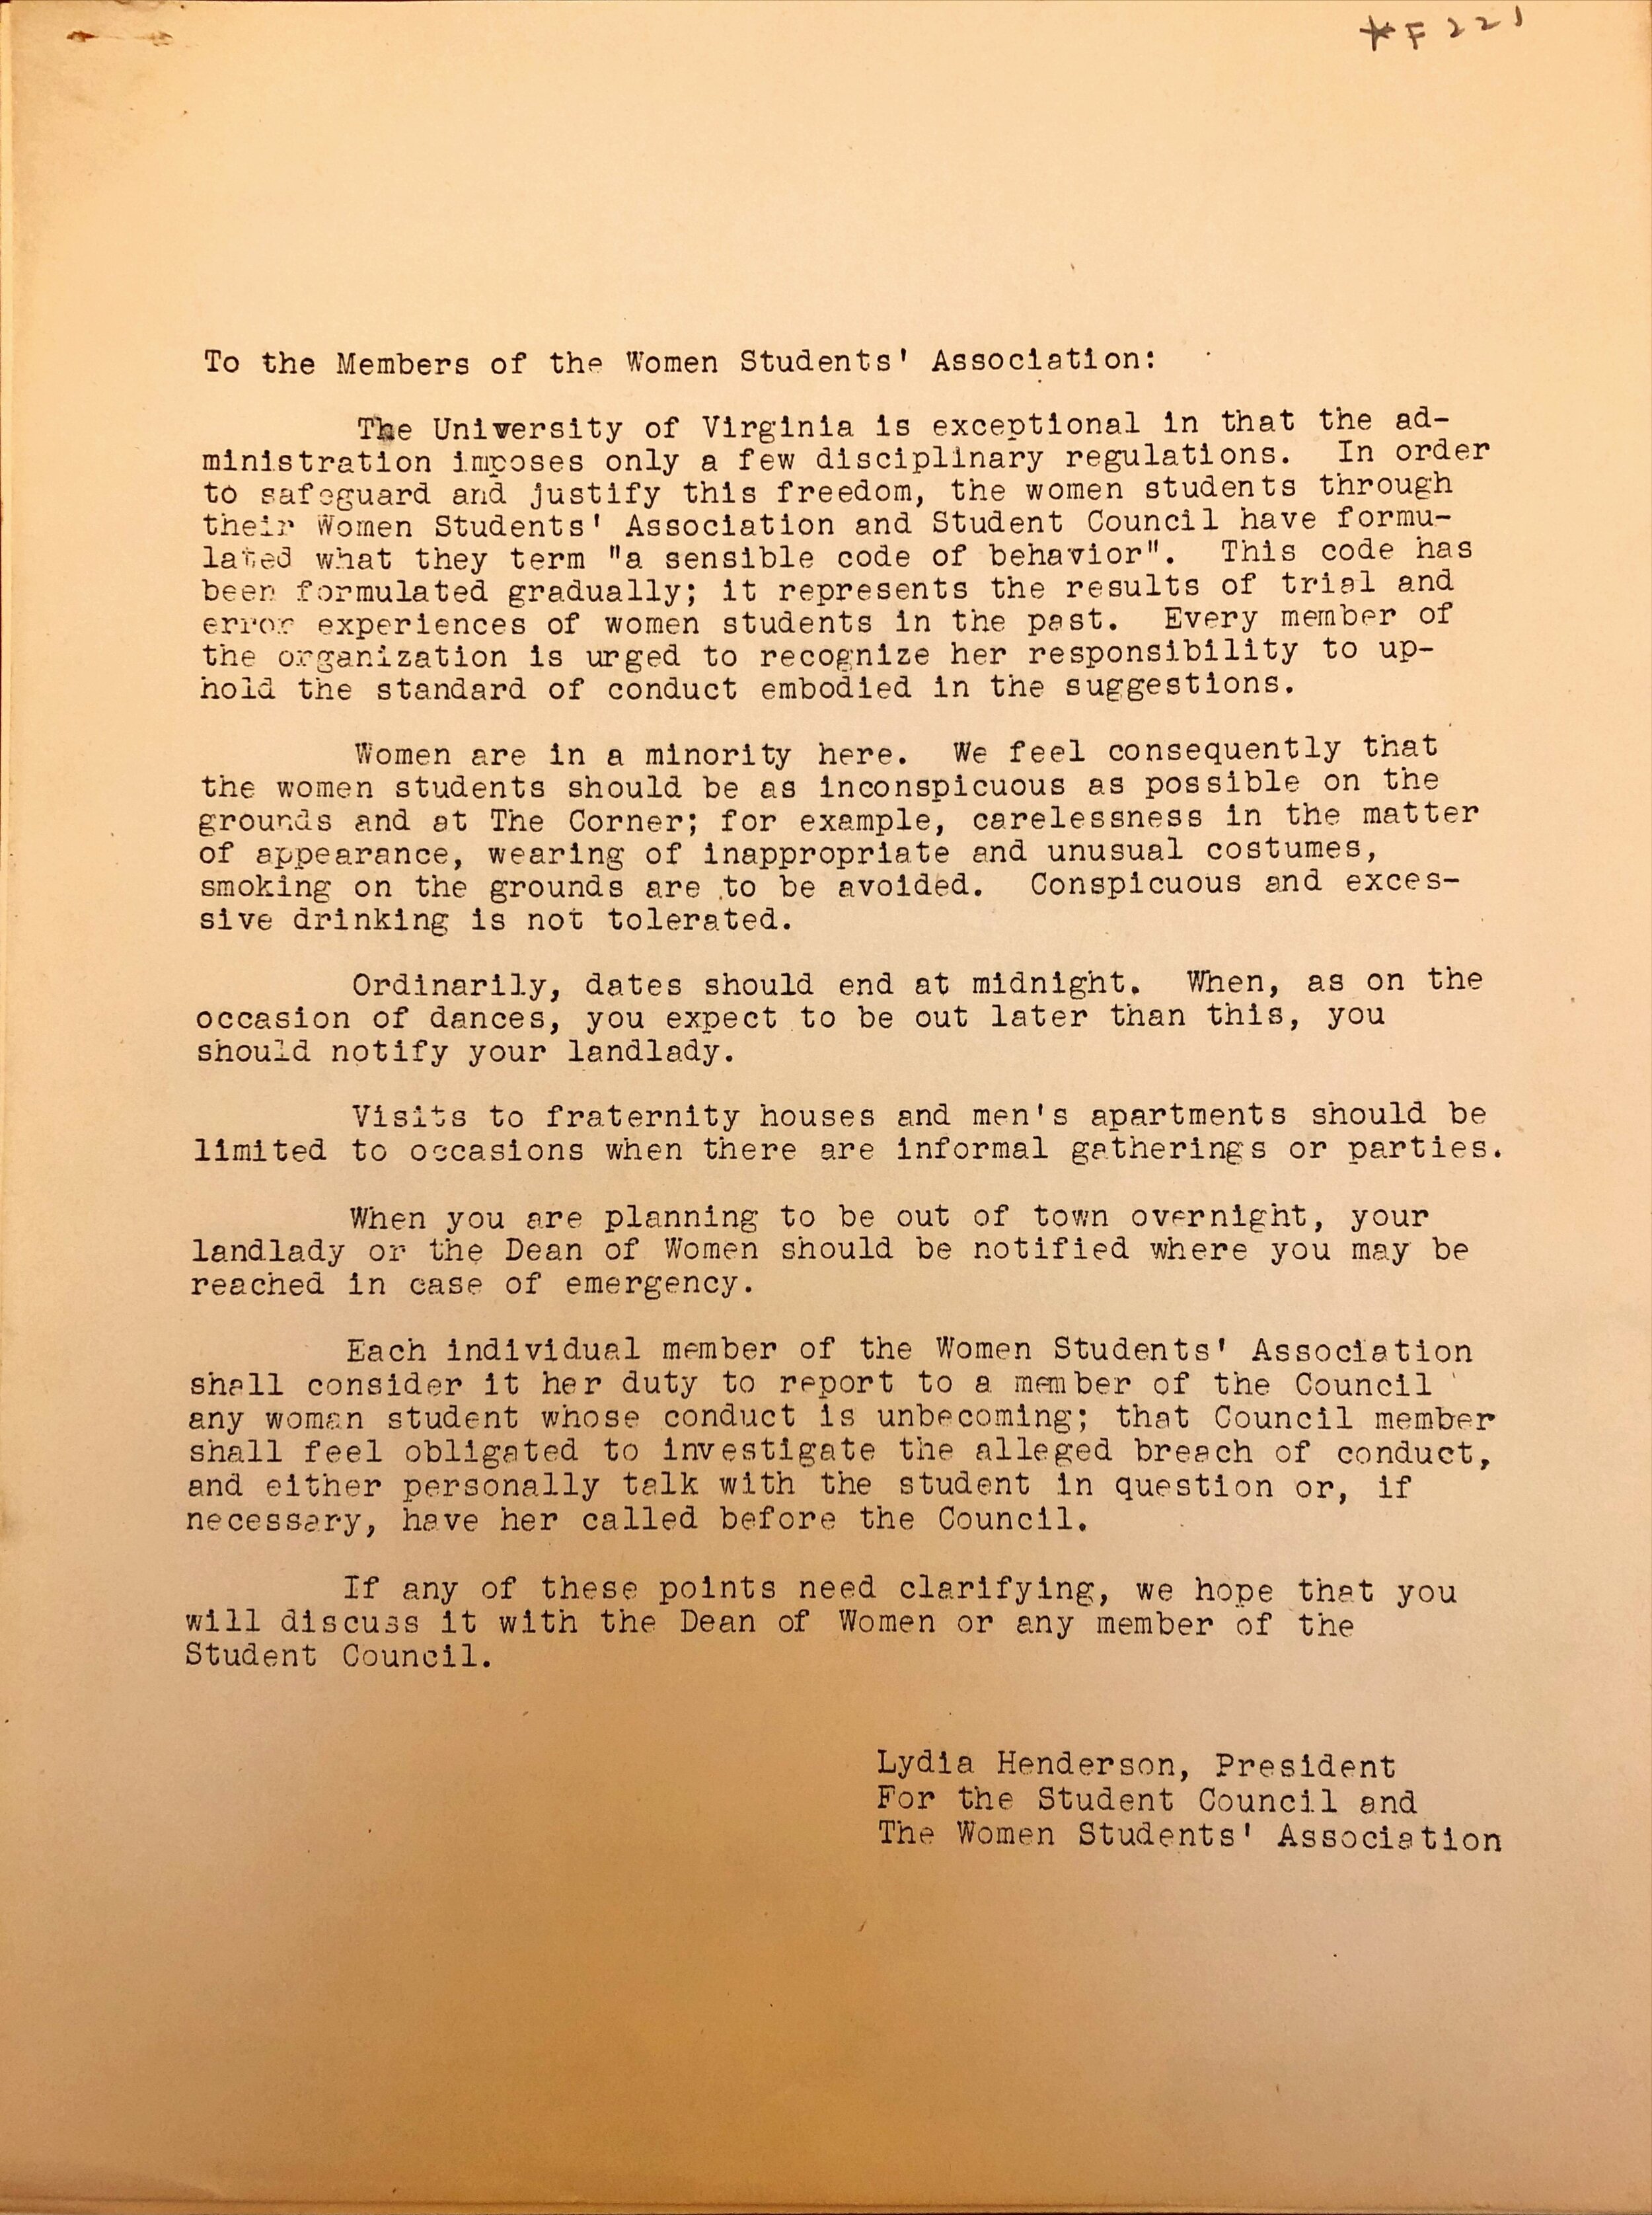 *F221
To the Members of the Women Students' Association:
The University of Virginia is exceptional in that the ad-
ministration imposes only a few disciplinary regulations. In order
to safeguard and justify this freedom, the women students through
their Women Students' Association and Student Council have formu-
lated what they term "a sensible code of behavior". This code has
been formulated gradually; it represents the results of trial and
error experiences of women students in the past. Every member of
the organization is urged to recognize her responsibility to up-
hold the standard of conduct embodied in the suggestions.
Women are in a minority here. We feel consequently that
the women students should be as inconspicuous as possible on the
grounds and at The Corner; for example, carelessness in the matter
of appearance, wearing of inappropriate and unusual costumes,
smoking on the grounds are to be avoided. Conspicuous and exces-
sive drinking is not tolerated.
Ordinarily, dates should end at midnight. When, as on the
occasion of dances, you expect to be out later than this, you
should notify your landlady.
Visits to fraternity houses and men's apartments should be
limited to occasions when there are informal gatherings or parties.
When you are planning to be out of town overnight, your
landlady or the Dean of Women should be notified where you may be
reached in case of emergency.
Each individual member of the Women Students' Association
shall consider it her duty to report to a member of the Council
any woman student whose conduct is unbecoming; that Council member
shall feel obligated to investigate the alleged breach of conduct,
and either personally talk with the student in question or, if
necessary, have her called before the Council.
If any of these points need clarifying, we hope that you
will discuss it with the Dean of Women or any member of the
Student Council.
Lydia Henderson, President
For the Student Council and
The Women Students' Association